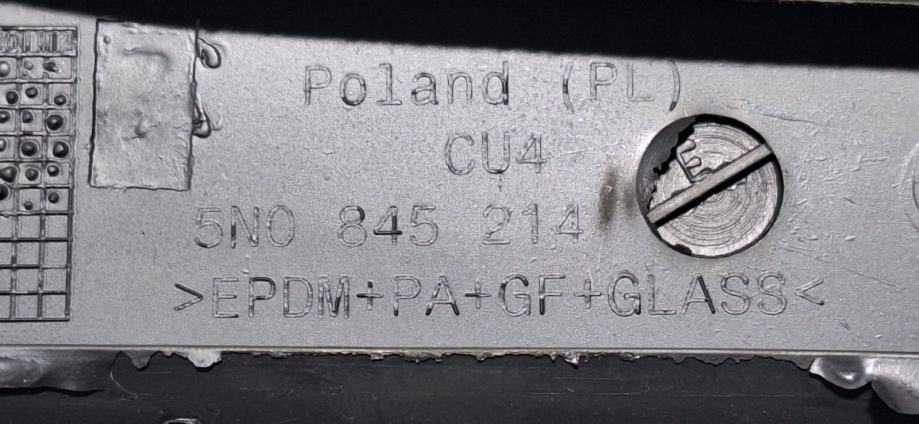 Poland (PL)
CU4
5N0 845 214
>EPDM+PA+GF+GLASS<